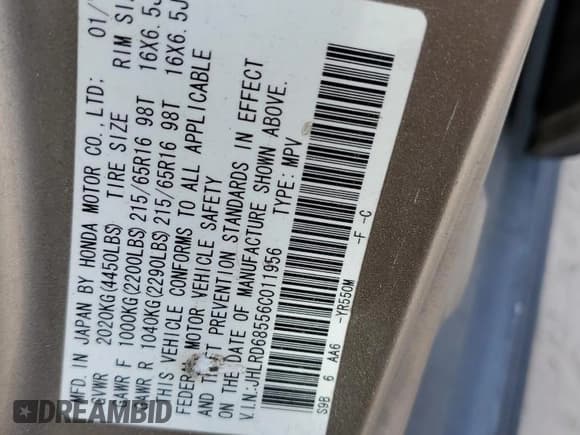 MFD. IN JAPAN BY HONDA MOTOR CO., LTD: 01/
GVWR 2020KG(4450LBS) TIRE SIZE RIM SI
GAWR F 1000KG(2200LBS) 215/65R16 98T 16X6.5J
GAWR R 1040KG(2290LBS) 215/65R16 98T 16X6.5J
THIS VEHICLE CONFORMS TO ALL APPLICABLE
FEDERAL MOTOR VEHICLE SAFETY
AND THEFT PREVENTION STANDARDS IN EFFECT
ON THE DATE OF MANUFACTURE SHOWN ABOVE.
V.I.N.:JHLRD68556C011956 TYPE: MPV
S9B 6 AA6 -YR550M -F -C
DREAMBID